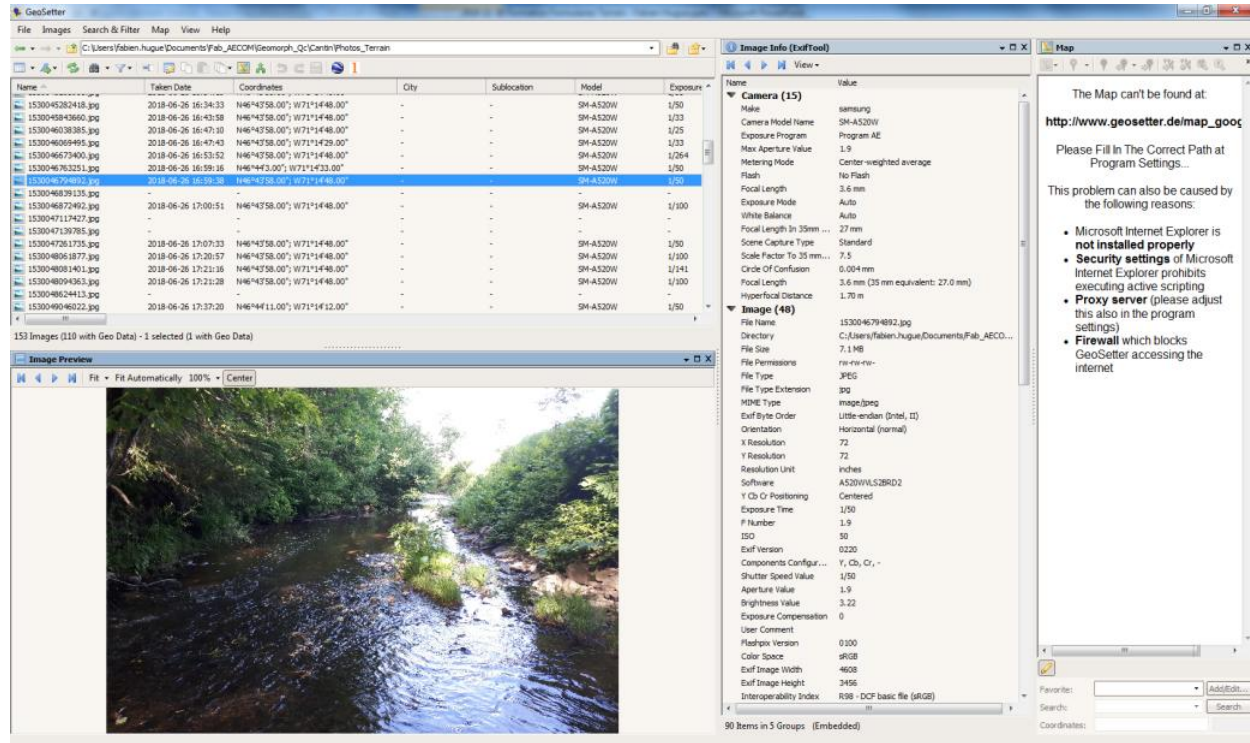 GeoSetter
File Images Search & Filter Map View Help
C:\Users\fabien.hugue\Documents\Fab_AECOM\Geomorph_Qc\Cantin\Photos_Terrain
Name Taken Date Coordinates City Sublocation Model Exposure
1530045282418.jpg 2018-06-26 16:34:33 N46°43'58.00"; W71°14'48.00" - - SM-A520W 1/50
1530045843660.jpg 2018-06-26 16:43:58 N46°43'58.00"; W71°14'48.00" - - SM-A520W 1/33
1530046038385.jpg 2018-06-26 16:47:10 N46°43'58.00"; W71°14'48.00" - - SM-A520W 1/25
1530046069495.jpg 2018-06-26 16:47:43 N46°43'58.00"; W71°14'29.00" - - SM-A520W 1/33
1530046673400.jpg 2018-06-26 16:53:52 N46°43'58.00"; W71°14'48.00" - - SM-A520W 1/264
1530046763251.jpg 2018-06-26 16:59:16 N46°44'3.00"; W71°14'33.00" - - SM-A520W 1/50
1530046794892.jpg 2018-06-26 16:59:38 N46°43'58.00"; W71°14'48.00" - - SM-A520W 1/50
1530046839135.jpg - - - - - -
1530046872492.jpg 2018-06-26 17:00:51 N46°43'58.00"; W71°14'48.00" - - SM-A520W 1/100
1530047117427.jpg - - - - - -
1530047139785.jpg - - - - - -
1530047261735.jpg 2018-06-26 17:07:33 N46°43'58.00"; W71°14'48.00" - - SM-A520W 1/50
1530048061877.jpg 2018-06-26 17:20:57 N46°43'58.00"; W71°14'48.00" - - SM-A520W 1/100
1530048081401.jpg 2018-06-26 17:21:16 N46°43'58.00"; W71°14'48.00" - - SM-A520W 1/141
1530048094363.jpg 2018-06-26 17:21:28 N46°43'58.00"; W71°14'48.00" - - SM-A520W 1/100
1530048624413.jpg - - - - - -
1530049046022.jpg 2018-06-26 17:37:20 N46°44'11.00"; W71°14'12.00" - - SM-A520W 1/50
153 Images (110 with Geo Data) - 1 selected (1 with Geo Data)
Image Preview
Fit Fit Automatically 100% Center
Image Info (ExifTool)
View
Name Value
Camera (15)
Make samsung
Camera Model Name SM-A520W
Exposure Program Program AE
Max Aperture Value 1.9
Metering Mode Center-weighted average
Flash No Flash
Focal Length 3.6 mm
Exposure Mode Auto
White Balance Auto
Focal Length In 35mm ... 27 mm
Scene Capture Type Standard
Scale Factor To 35 mm... 7.5
Circle Of Confusion 0.004 mm
Focal Length 3.6 mm (35 mm equivalent: 27.0 mm)
Hyperfocal Distance 1.70 m
Image (48)
File Name 1530046794892.jpg
Directory C:/Users/fabien.hugue/Documents/Fab_AECO...
File Size 7.1 MB
File Permissions rw-rw-rw-
File Type JPEG
File Type Extension jpg
MIME Type image/jpeg
Exif Byte Order Little-endian (Intel, II)
Orientation Horizontal (normal)
X Resolution 72
Y Resolution 72
Resolution Unit inches
Software A520WVLS2BRD2
Y Cb Cr Positioning Centered
Exposure Time 1/50
F Number 1.9
ISO 50
Exif Version 0220
Components Configur... Y, Cb, Cr, -
Shutter Speed Value 1/50
Aperture Value 1.9
Brightness Value 3.22
Exposure Compensation 0
User Comment
Flashpix Version 0100
Color Space sRGB
Exif Image Width 4608
Exif Image Height 3456
Interoperability Index R98 - DCF basic file (sRGB)
90 Items in 5 Groups (Embedded)
Map
The Map can't be found at:
http://www.geosetter.de/map_goog
Please Fill In The Correct Path at
Program Settings...
This problem can also be caused by
the following reasons:
• Microsoft Internet Explorer is
not installed properly
• Security settings of Microsoft
Internet Explorer prohibits
executing active scripting
• Proxy server (please adjust
this also in the program
settings)
• Firewall which blocks
GeoSetter accessing the
internet
Favorite: Add/Edit...
Search: Search
Coordinates: